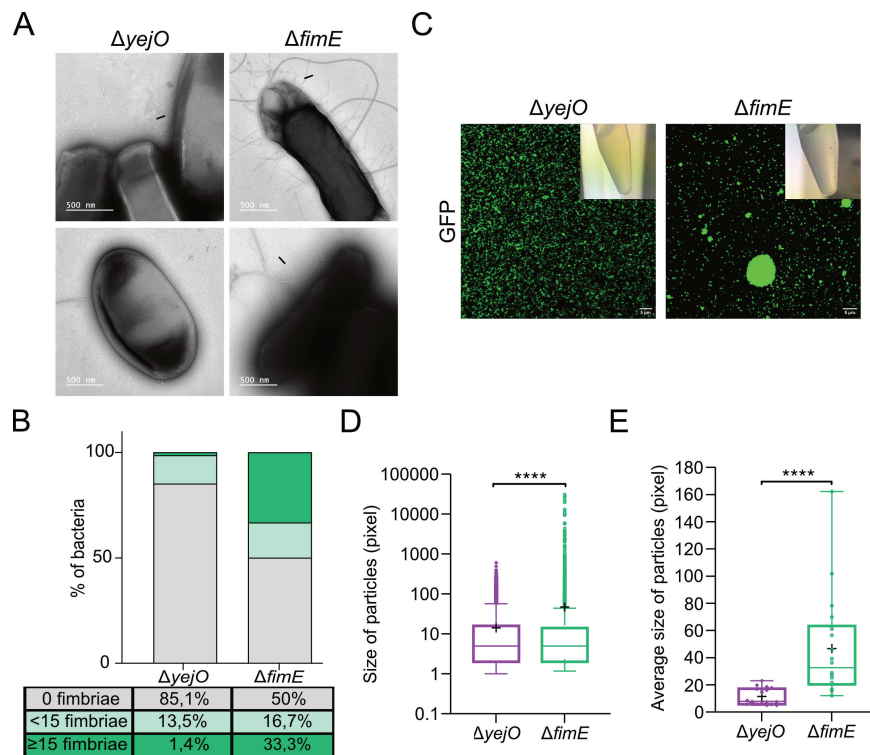 A
ΔyejO
ΔfimE
500 nm
500 nm
500 nm
500 nm
C
ΔyejO
ΔfimE
GFP
5 µm
5 µm
B
% of bacteria
100
50
0
ΔyejO
ΔfimE
0 fimbriae 85,1% 50%
<15 fimbriae 13,5% 16,7%
≥15 fimbriae 1,4% 33,3%
D
Size of particles (pixel)
100000
10000
1000
100
10
1
0.1
****
ΔyejO
ΔfimE
E
Average size of particles (pixel)
180
160
140
120
100
80
60
40
20
0
****
ΔyejO
ΔfimE